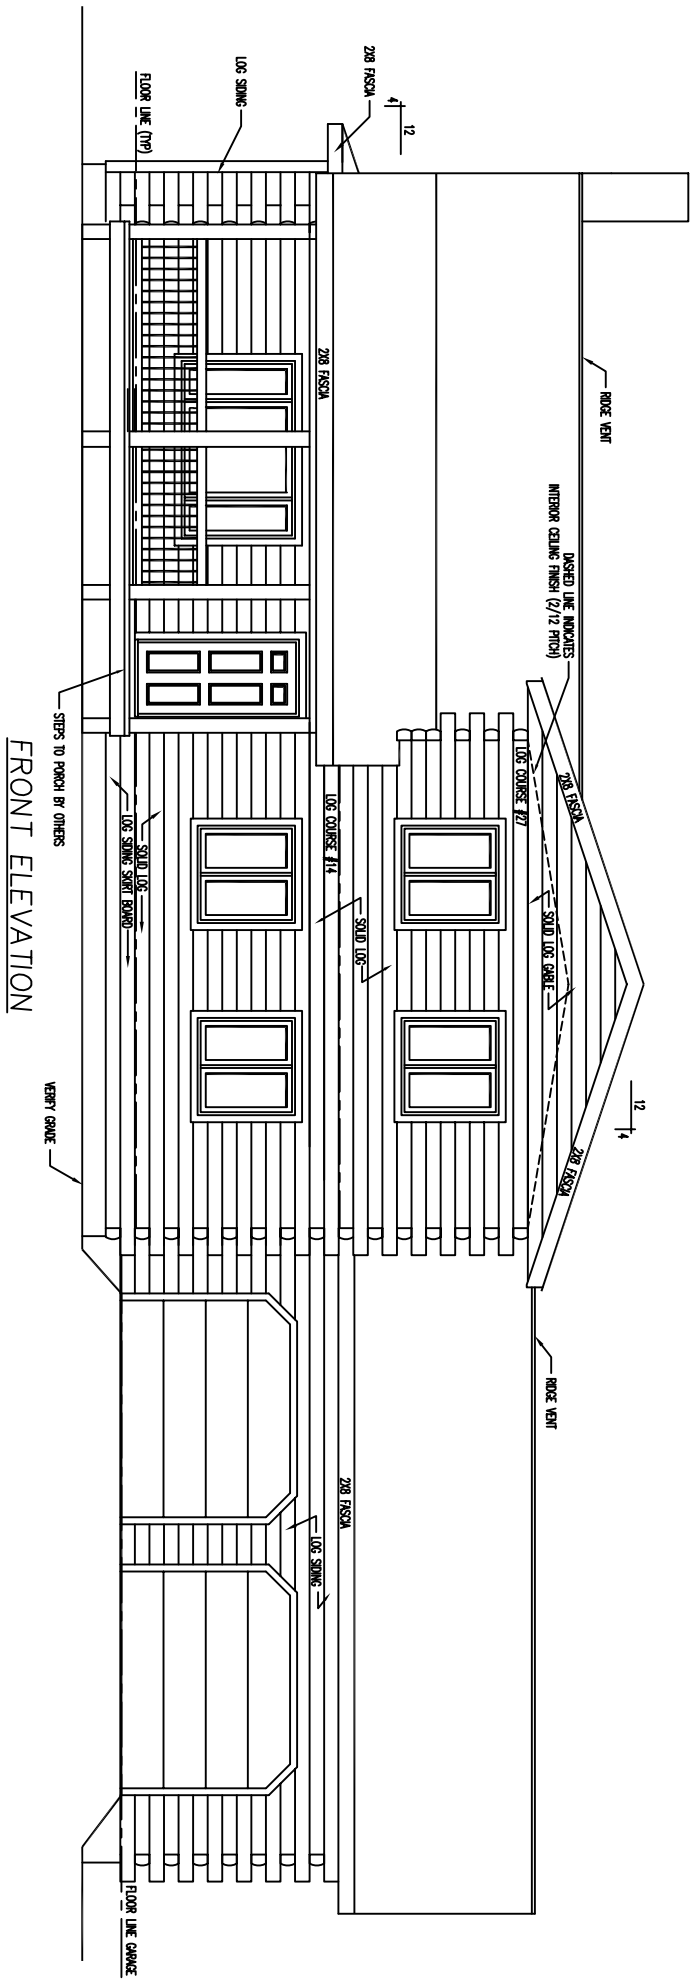 RIDGE VENT
DASHED LINE INDICATES
INTERIOR CEILING FINISH (2/12 PITCH)
12
4
2X8 FASCIA
LOG SIDING
FLOOR LINE (TYP)
2X8 FASCIA
2X8 FASCIA
LOG COURSE #27
SOLID LOG GABLE
12
4
2X8 FASCIA
LOG COURSE #14
SOLID LOG
RIDGE VENT
2X8 FASCIA
LOG SIDING
SOLID LOG
LOG SIDING SKIRT BOARD
STEPS TO PORCH BY OTHERS
VERIFY GRADE
FLOOR LINE GARAGE
FRONT ELEVATION